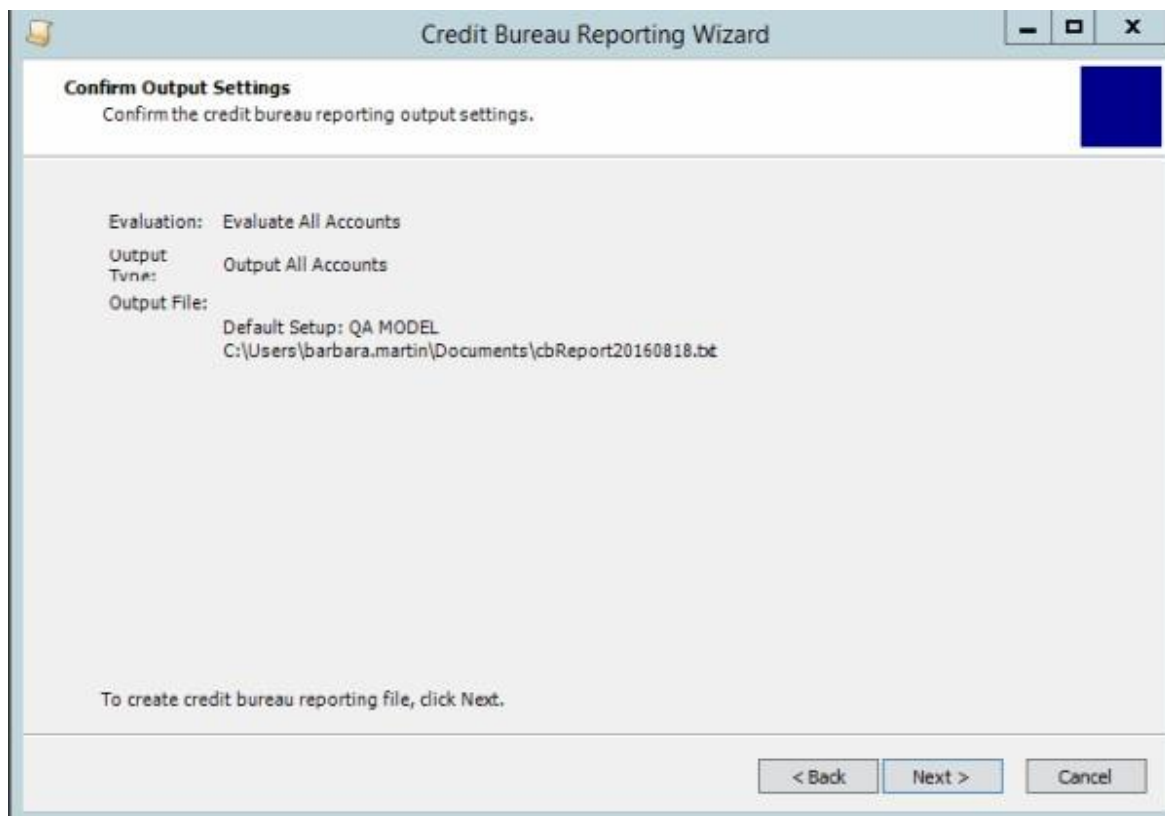 Credit Bureau Reporting Wizard
Confirm Output Settings
Confirm the credit bureau reporting output settings.
Evaluation: Evaluate All Accounts
Output Type: Output All Accounts
Output File:
Default Setup: QA MODEL
C:\Users\barbara.martin\Documents\cbReport20160818.txt
To create credit bureau reporting file, click Next.
< Back Next > Cancel